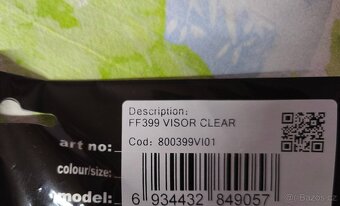 Description:
FF399 VISOR CLEAR
Cod: 800399VI01
art no:
colour/size:
model:
6 934432 849057